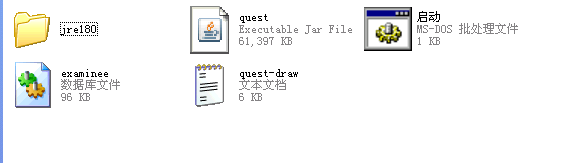 jre180
quest
Executable Jar File
61,397 KB
启动
MS-DOS 批处理文件
1 KB
examinee
数据库文件
96 KB
quest-draw
文本文档
6 KB